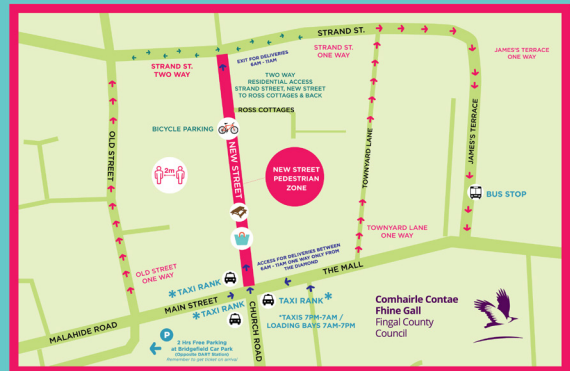 STRAND ST.
EXIT FOR DELIVERIES
6AM - 11AM
STRAND ST.
ONE WAY
JAMES'S TERRACE
ONE WAY
STRAND ST.
TWO WAY
TWO WAY
RESIDENTIAL ACCESS
STRAND STREET, NEW STREET
TO ROSS COTTAGES & BACK
ROSS COTTAGES
BICYCLE PARKING
OLD STREET
NEW STREET
TOWNYARD LANE
JAMES'S TERRACE
2m
NEW STREET
PEDESTRIAN
ZONE
BUS STOP
TOWNYARD LANE
ONE WAY
ACCESS FOR DELIVERIES BETWEEN
6AM - 11AM ONE WAY ONLY FROM
THE DIAMOND
OLD STREET
ONE WAY
THE MALL
*TAXI RANK
MAIN STREET
TAXI RANK*
*TAXI RANK
MALAHIDE ROAD
CHURCH ROAD
*TAXIS 7PM-7AM /
LOADING BAYS 7AM-7PM
P
2 Hrs Free Parking
at Bridgefield Car Park
(Opposite DART Station)
Remember to get ticket on arrival
Comhairle Contae
Fhine Gall
Fingal County
Council